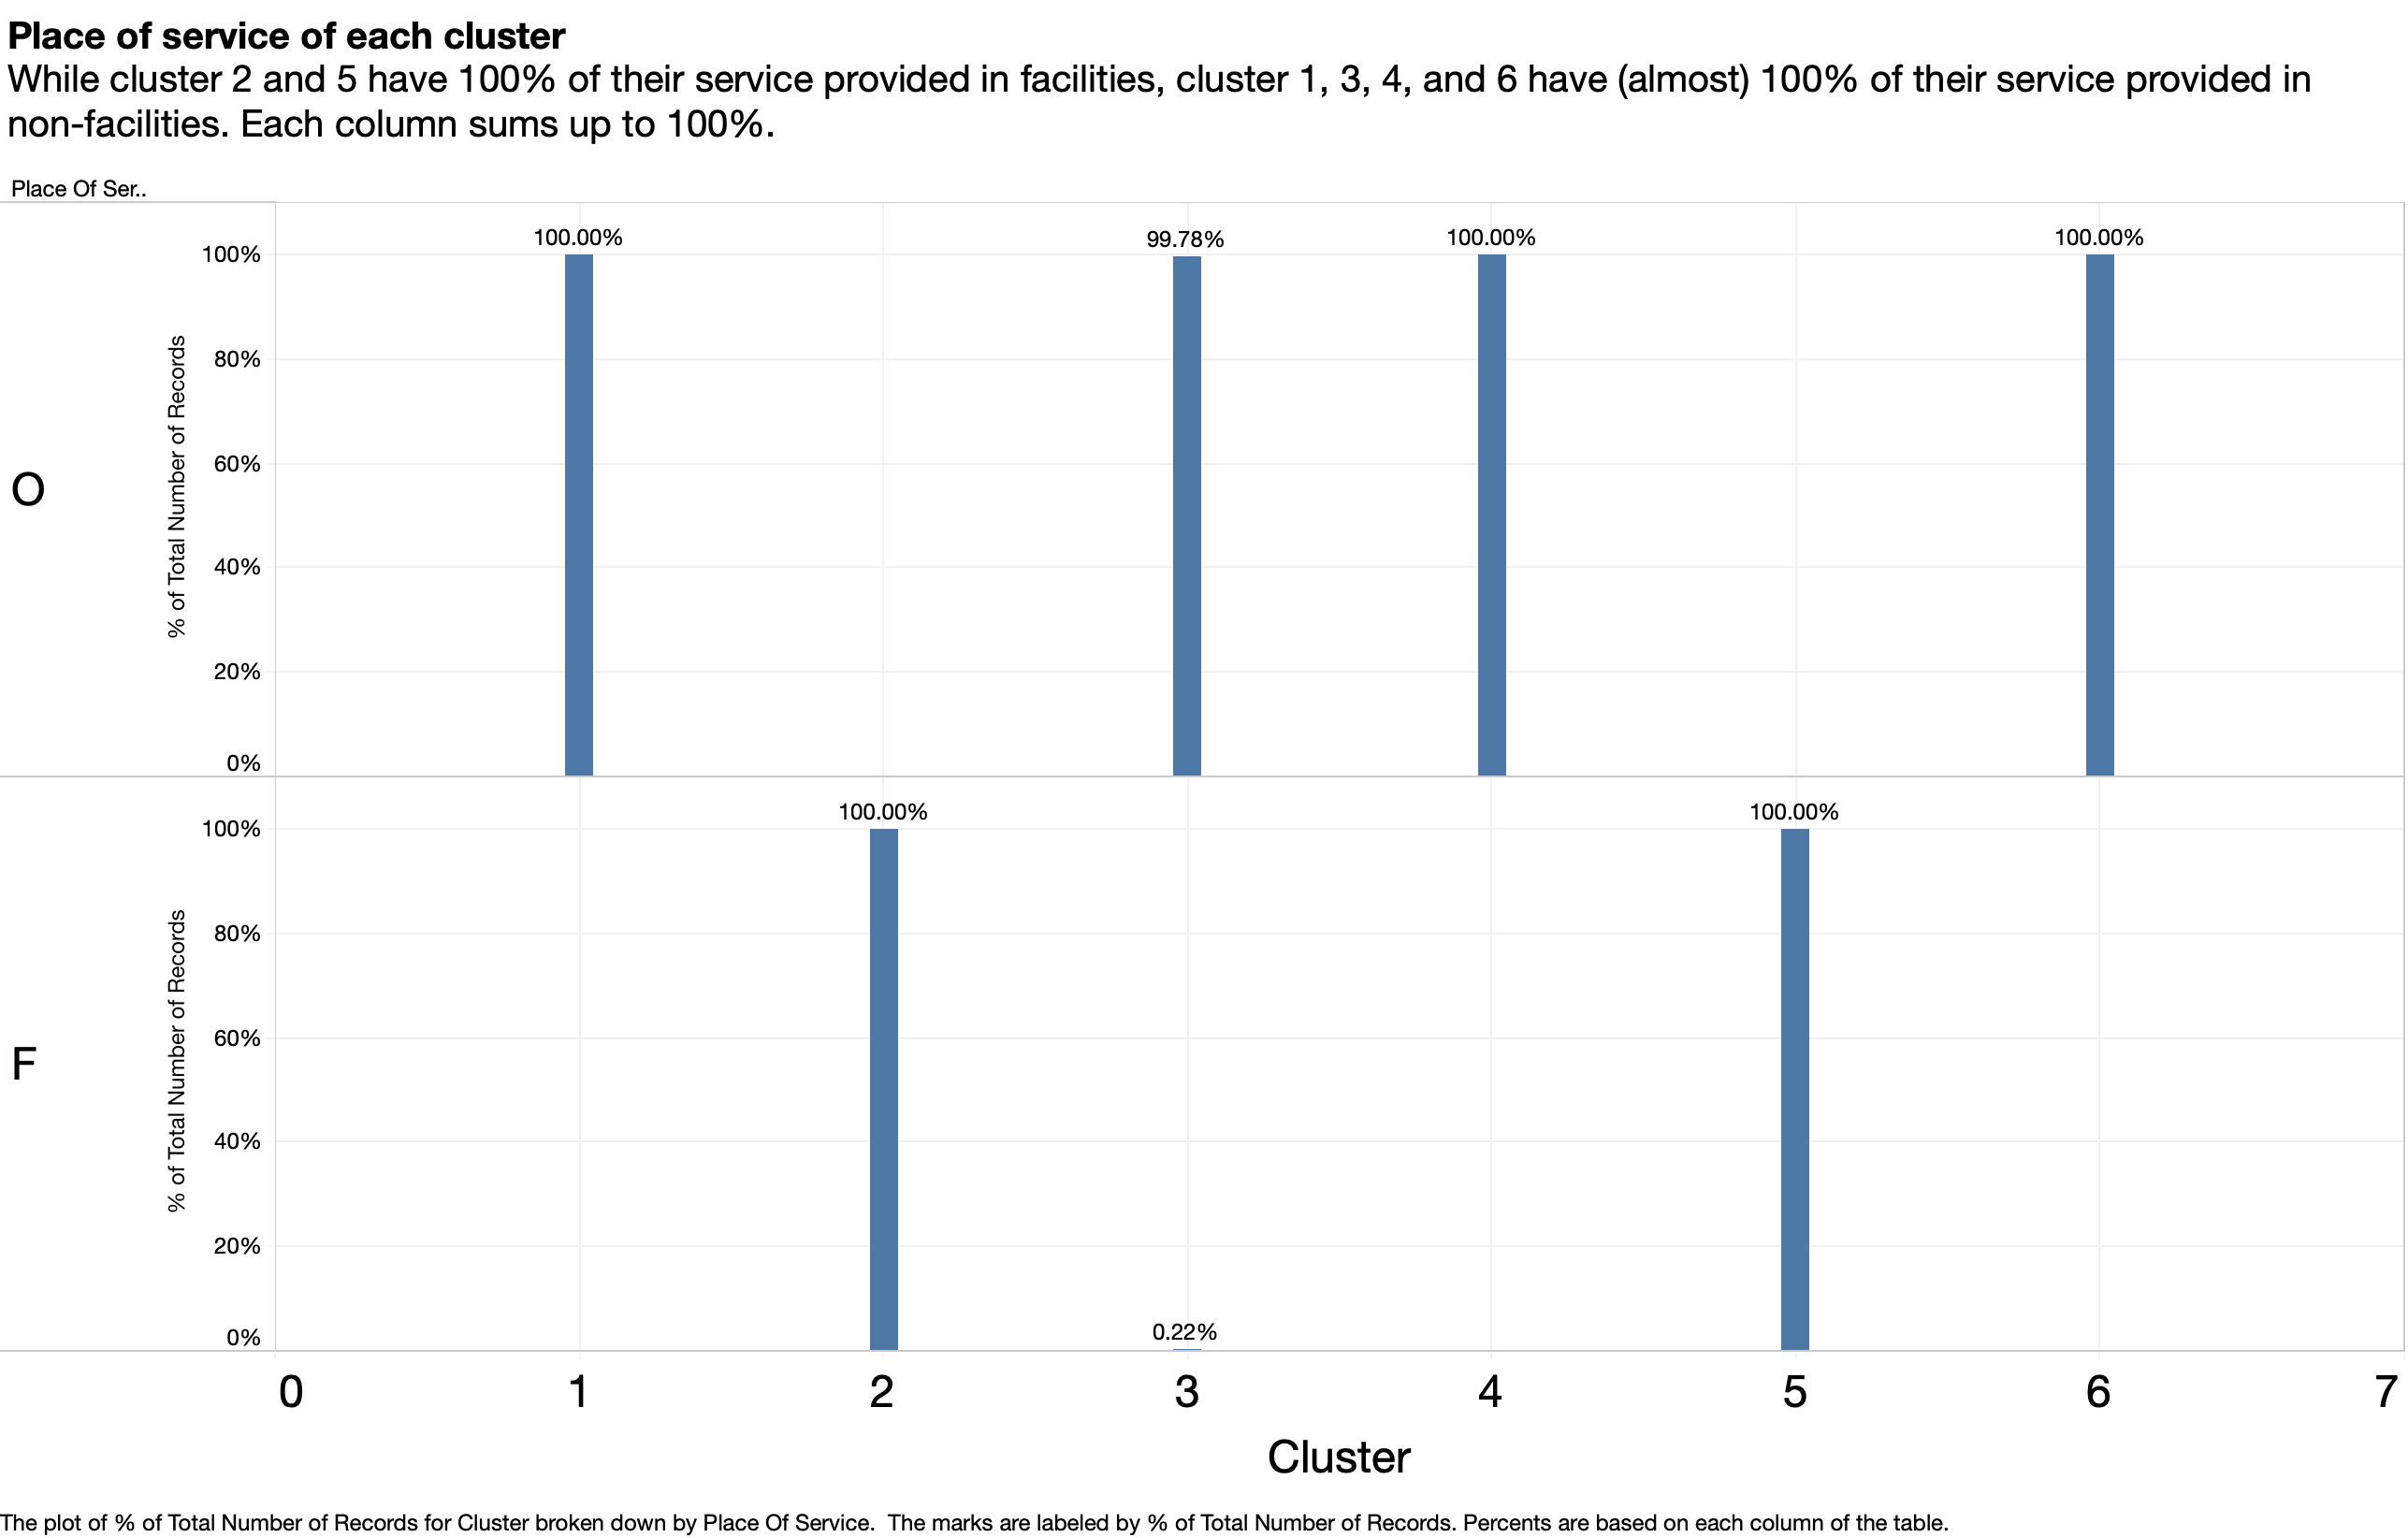 Place of service of each cluster
While cluster 2 and 5 have 100% of their service provided in facilities, cluster 1, 3, 4, and 6 have (almost) 100% of their service provided in
non-facilities. Each column sums up to 100%.
Place Of Ser..
O
% of Total Number of Records
100%
80%
60%
40%
20%
0%
100.00%
99.78%
100.00%
100.00%
F
% of Total Number of Records
100%
80%
60%
40%
20%
0%
100.00%
0.22%
100.00%
0 1 2 3 4 5 6 7
Cluster
The plot of % of Total Number of Records for Cluster broken down by Place Of Service.  The marks are labeled by % of Total Number of Records. Percents are based on each column of the table.